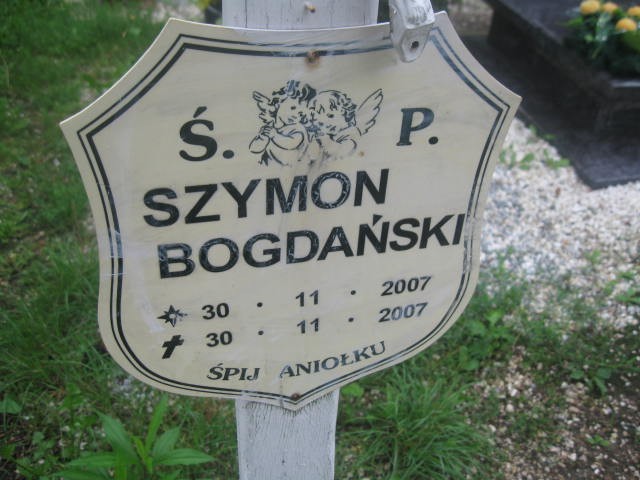 Ś. P.
SZYMON
BOGDAŃSKI
30 · 11 · 2007
30 · 11 · 2007
ŚPIJ ANIOŁKU